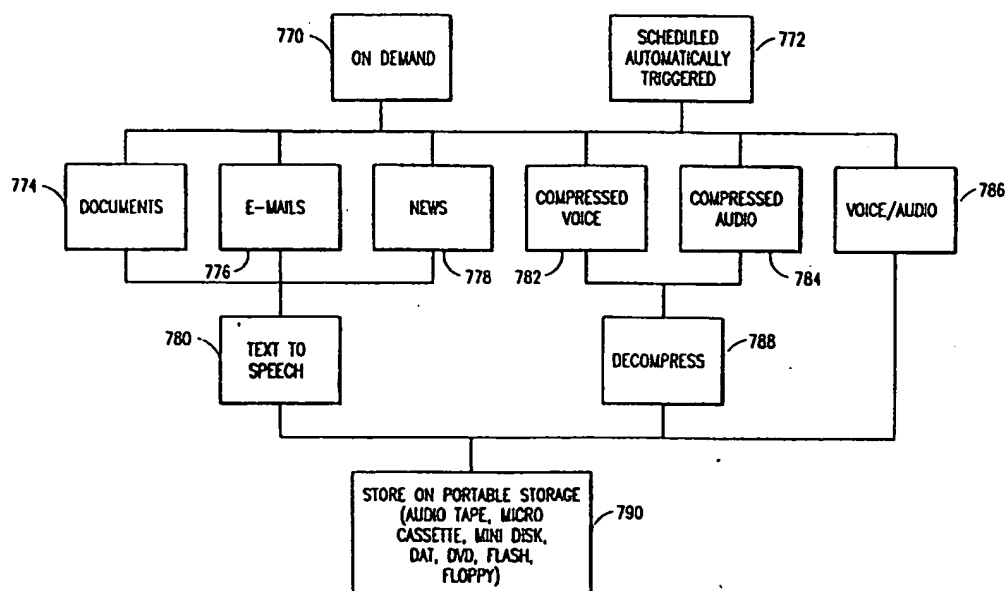 770
ON DEMAND
SCHEDULED
AUTOMATICALLY
TRIGGERED
772
774
DOCUMENTS
E-MAILS
776
NEWS
778
COMPRESSED
VOICE
782
COMPRESSED
AUDIO
784
VOICE/AUDIO
786
780
TEXT TO
SPEECH
DECOMPRESS
788
STORE ON PORTABLE STORAGE
(AUDIO TAPE, MICRO
CASSETTE, MINI DISK,
DAT, DVD, FLASH,
FLOPPY)
790